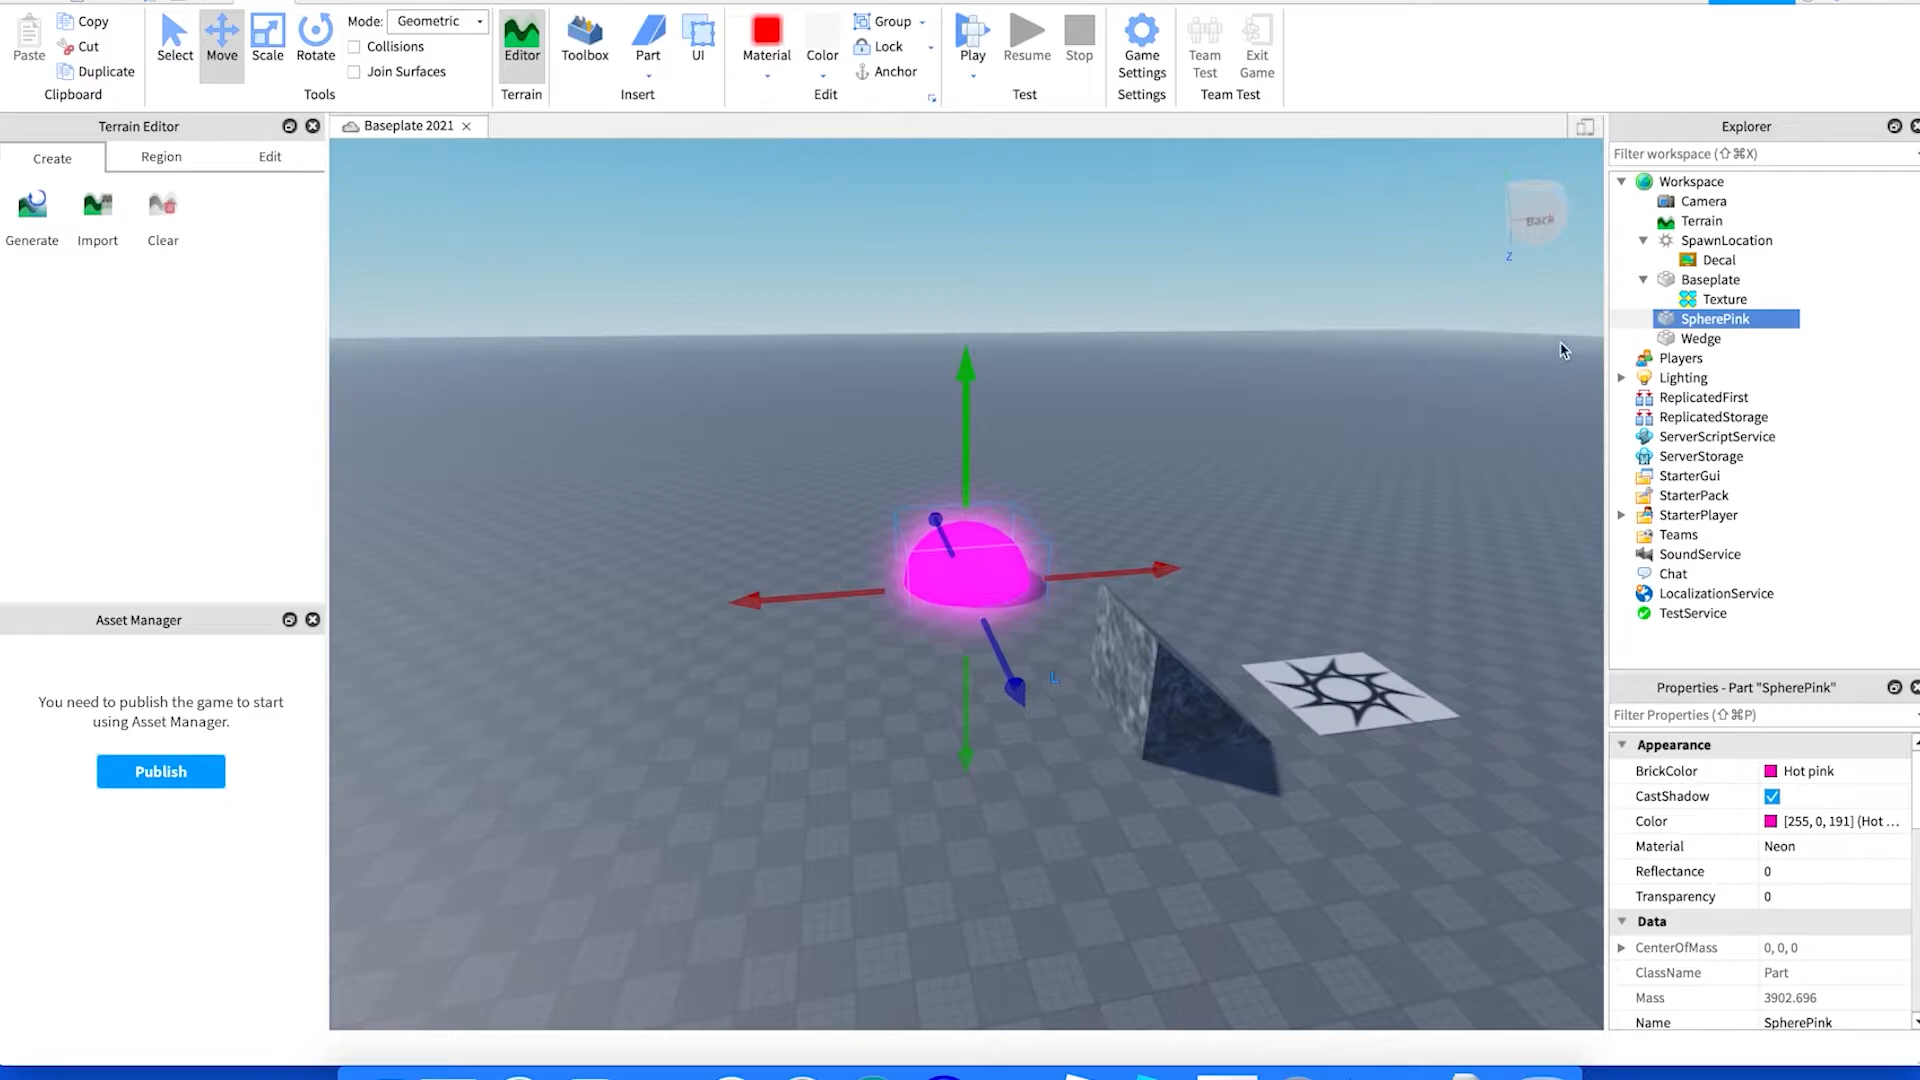 Copy
Cut
Paste
Duplicate
Clipboard
Select
Move
Scale
Rotate
Mode: Geometric
Collisions
Join Surfaces
Tools
Editor
Terrain
Toolbox
Part
UI
Insert
Material
Color
Group
Lock
Anchor
Edit
Play
Resume
Stop
Test
Game Settings
Settings
Team Test
Exit Game
Team Test
Terrain Editor
Create
Region
Edit
Generate
Import
Clear
Asset Manager
You need to publish the game to start
using Asset Manager.
Publish
Baseplate 2021
Back
Z
L
Explorer
Filter workspace (⇧⌘X)
Workspace
Camera
Terrain
SpawnLocation
Decal
Baseplate
Texture
SpherePink
Wedge
Players
Lighting
ReplicatedFirst
ReplicatedStorage
ServerScriptService
ServerStorage
StarterGui
StarterPack
StarterPlayer
Teams
SoundService
Chat
LocalizationService
TestService
Properties - Part "SpherePink"
Filter Properties (⇧⌘P)
Appearance
BrickColor Hot pink
CastShadow
Color [255, 0, 191] (Hot ...
Material Neon
Reflectance 0
Transparency 0
Data
CenterOfMass 0, 0, 0
ClassName Part
Mass 3902.696
Name SpherePink